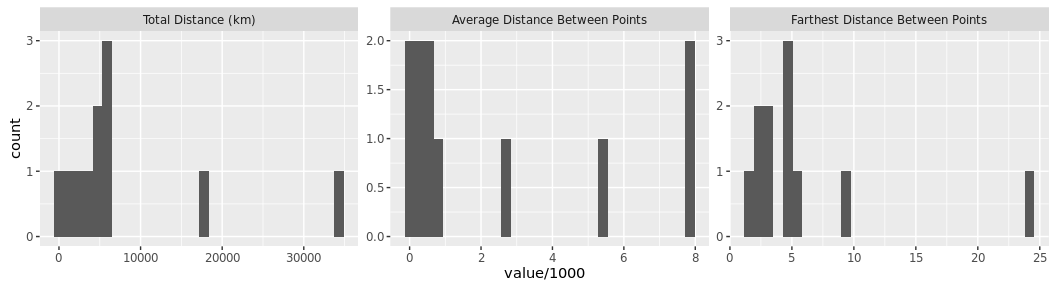 Total Distance (km)
Average Distance Between Points
Farthest Distance Between Points
count
3
2
1
0
2.0
1.5
1.0
0.5
0.0
3
2
1
0
0 10000 20000 30000
0 2 4 6 8
0 5 10 15 20 25
value/1000